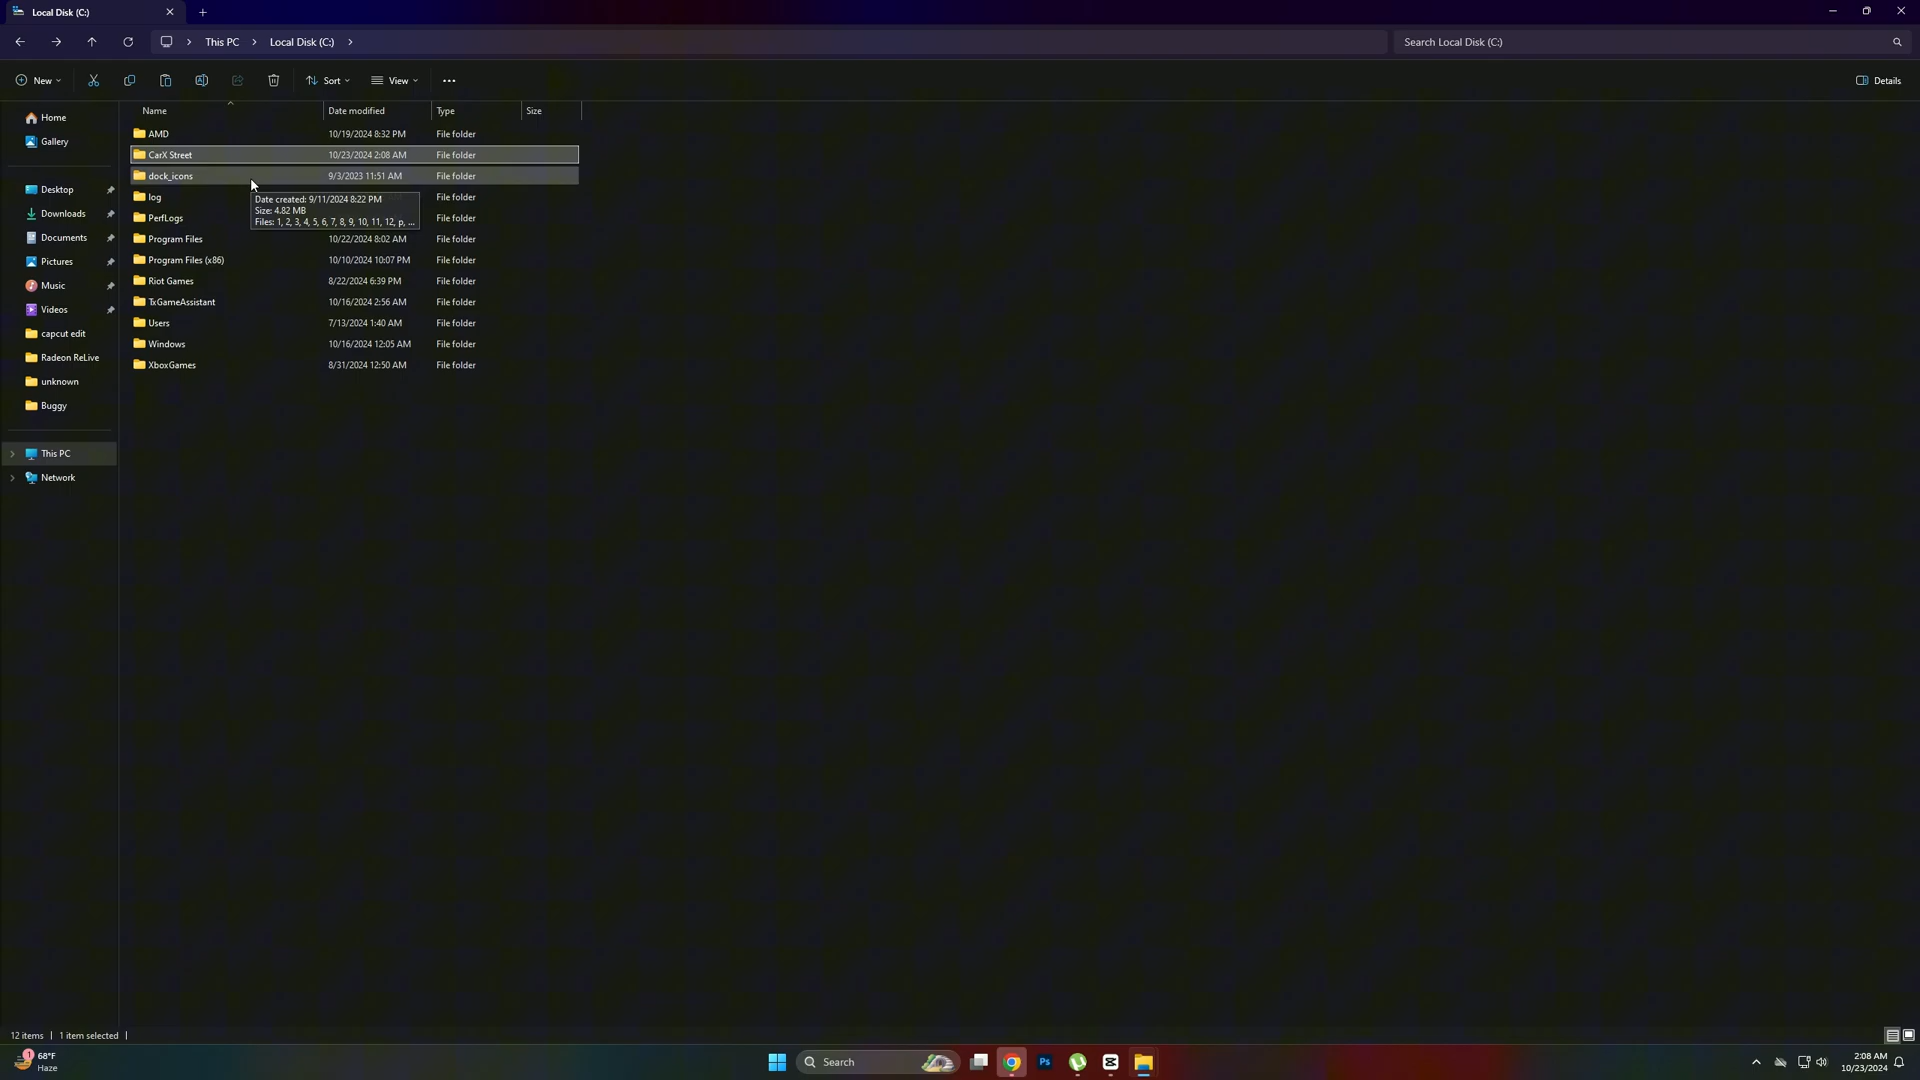 Local Disk (C:)
This PC > Local Disk (C:) >
Search Local Disk (C:)
New
Sort
View
Details
Name Date modified Type Size
Home
Gallery
Desktop
Downloads
Documents
Pictures
Music
Videos
capcut edit
Radeon ReLive
unknown
Buggy
This PC
Network
AMD 10/19/2024 8:32 PM File folder
CarX Street 10/23/2024 2:08 AM File folder
dock_icons 9/3/2023 11:51 AM File folder
log File folder
PerfLogs File folder
Program Files 10/22/2024 8:02 AM File folder
Program Files (x86) 10/10/2024 10:07 PM File folder
Riot Games 8/22/2024 6:39 PM File folder
TxGameAssistant 10/16/2024 2:56 AM File folder
Users 7/13/2024 1:40 AM File folder
Windows 10/16/2024 12:05 AM File folder
XboxGames 8/31/2024 12:50 AM File folder
Date created: 9/11/2024 8:22 PM
Size: 4.82 MB
Files: 1, 2, 3, 4, 5, 6, 7, 8, 9, 10, 11, 12, p, ...
12 items 1 item selected
1
68°F
Haze
Search
Ps
2:08 AM
10/23/2024